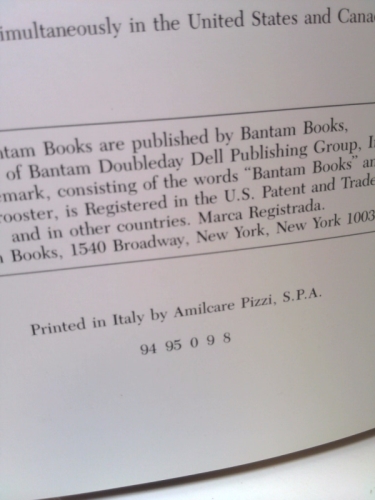 imultaneously in the United States and Cana
ntam Books are published by Bantam Books,
of Bantam Doubleday Dell Publishing Group, I
emark, consisting of the words "Bantam Books" an
rooster, is Registered in the U.S. Patent and Trade
and in other countries. Marca Registrada.
n Books, 1540 Broadway, New York, New York 1003
Printed in Italy by Amilcare Pizzi, S.P.A.
94 95 0 9 8